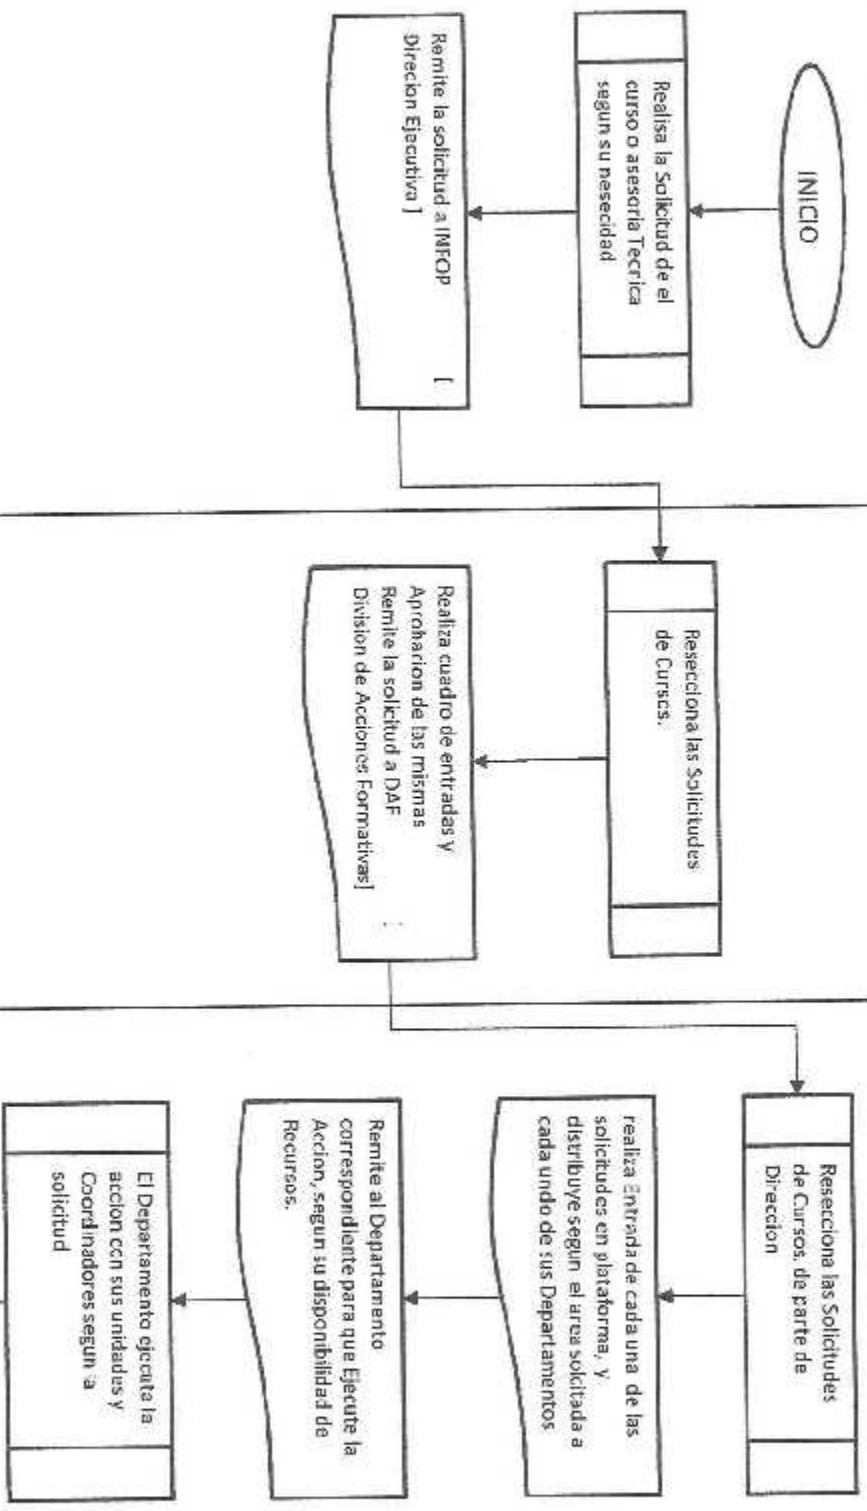 INICIO
Realisa la Solicitud de el
curso o asesoria Tecnica
segun su nesecidad
Remite la solicitud a INFOP [
Direcion Ejecutiva ]
Resecciona las Solicitudes
de Cursos.
Realiza cuadro de entradas y
Aprobacion de las mismas
Remite la solicitud a DAF [
Division de Acciones Formativas]
Resecciona las Solicitudes
de Cursos, de parte de
Direccion
realiza Entrada de cada una de las
solicitudes en plataforma, y
distribuye segun el area solcitada a
cada undo de sus Departamentos
Remite al Departamento
correspondiente para que Ejecute la
Accion, segun su disponibilidad de
Recursos.
El Departamento ejecuta la
accion con sus unidades y
Coordinadores segun la
solicitud